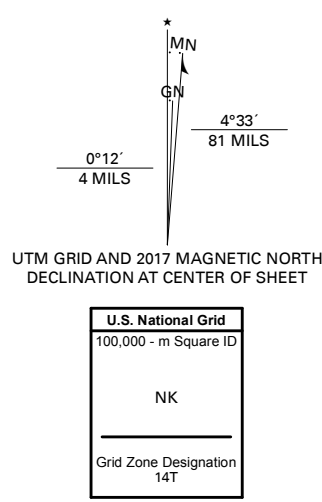 ★
MN
GN
4°33´
81 MILS
0°12´
4 MILS
UTM GRID AND 2017 MAGNETIC NORTH
DECLINATION AT CENTER OF SHEET
U.S. National Grid
100,000 - m Square ID
NK
Grid Zone Designation
14T